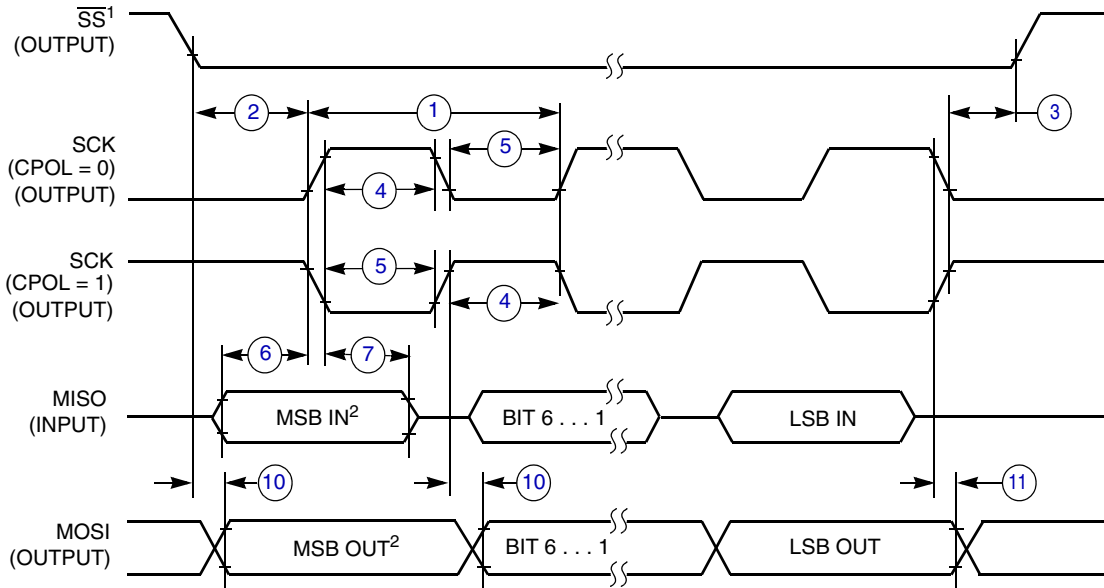 SS1
(OUTPUT)
2
1
3
SCK
(CPOL = 0)
(OUTPUT)
5
4
SCK
(CPOL = 1)
(OUTPUT)
5
4
6
7
MISO
(INPUT)
MSB IN2
BIT 6 . . . 1
LSB IN
10
10
11
MOSI
(OUTPUT)
MSB OUT2
BIT 6 . . . 1
LSB OUT